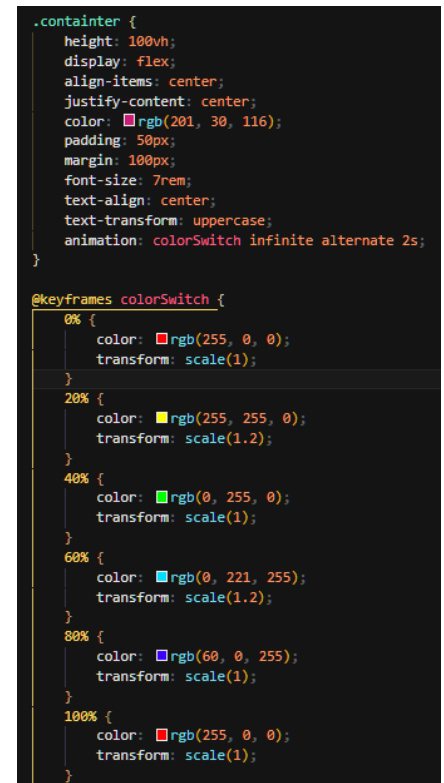 .containter {
    height: 100vh;
    display: flex;
    align-items: center;
    justify-content: center;
    color: rgb(201, 30, 116);
    padding: 50px;
    margin: 100px;
    font-size: 7rem;
    text-align: center;
    text-transform: uppercase;
    animation: colorSwitch infinite alternate 2s;
}

@keyframes colorSwitch {
    0% {
        color: rgb(255, 0, 0);
        transform: scale(1);
    }
    20% {
        color: rgb(255, 255, 0);
        transform: scale(1.2);
    }
    40% {
        color: rgb(0, 255, 0);
        transform: scale(1);
    }
    60% {
        color: rgb(0, 221, 255);
        transform: scale(1.2);
    }
    80% {
        color: rgb(60, 0, 255);
        transform: scale(1);
    }
    100% {
        color: rgb(255, 0, 0);
        transform: scale(1);
    }